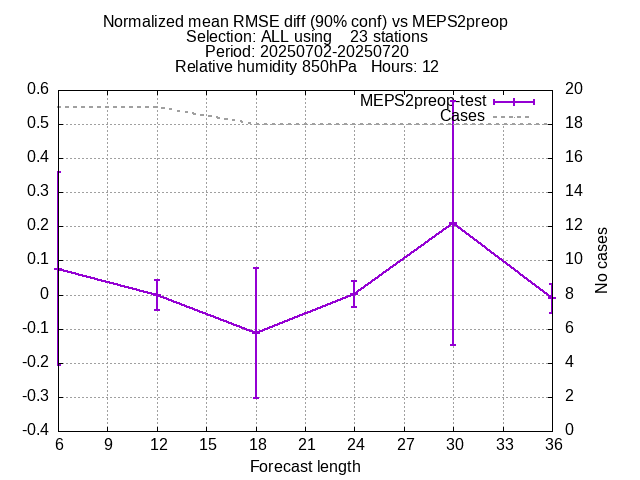 Normalized mean RMSE diff (90% conf) vs MEPS2preop
Selection: ALL using    23 stations
Period: 20250702-20250720
Relative humidity 850hPa   Hours: 12
MEPS2preop-test
Cases
0.6
0.5
0.4
0.3
0.2
0.1
0
-0.1
-0.2
-0.3
-0.4
20
18
16
14
12
10
8
6
4
2
0
No cases
6 9 12 15 18 21 24 27 30 33 36
Forecast length